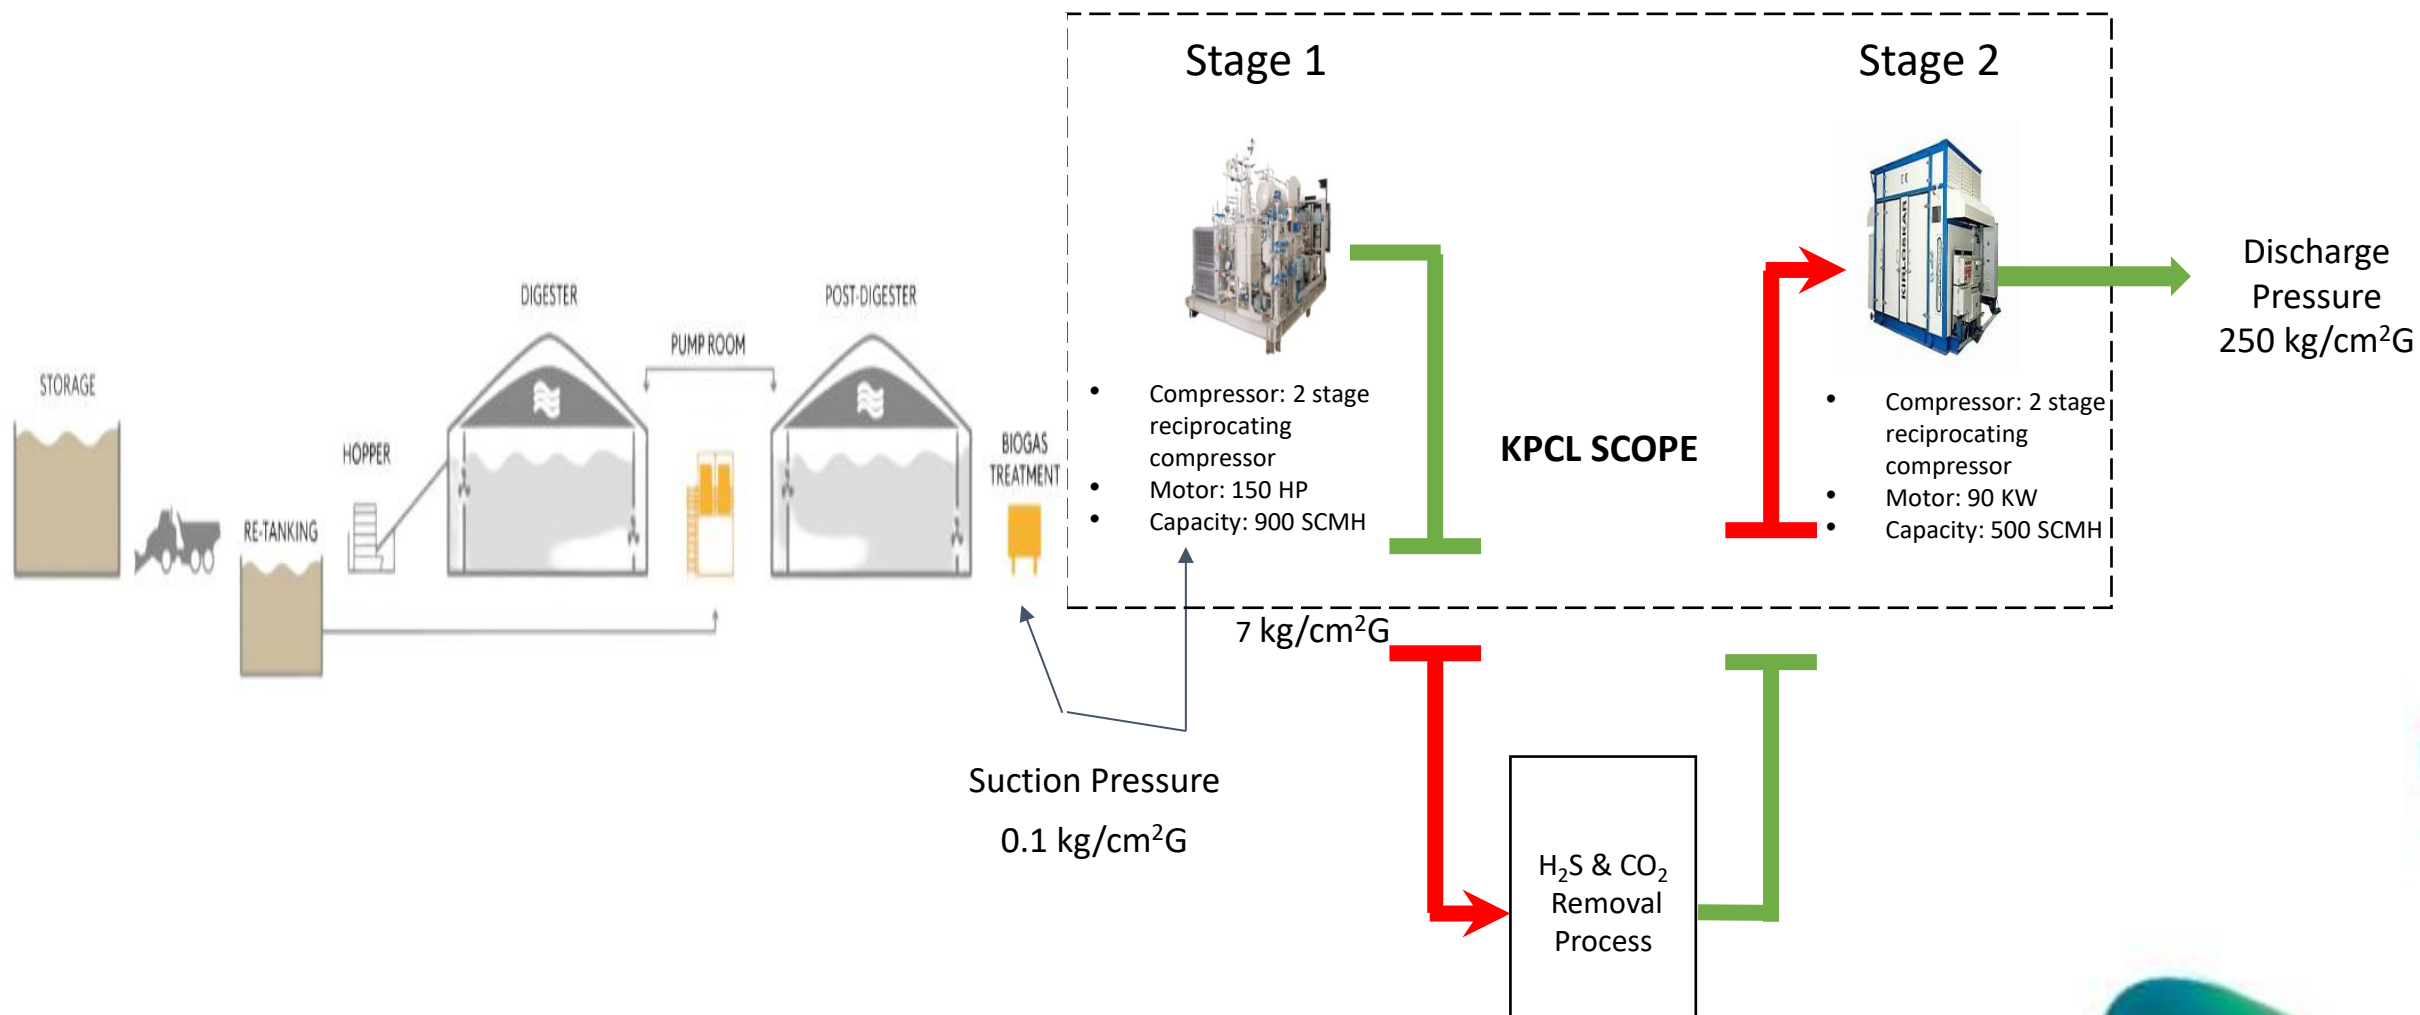 Stage 1
Stage 2
STORAGE
RE-TANKING
HOPPER
DIGESTER
PUMP ROOM
POST-DIGESTER
BIOGAS
TREATMENT
• Compressor: 2 stage
reciprocating
compressor
• Motor: 150 HP
• Capacity: 900 SCMH
KPCL SCOPE
KIRLOSKAR
• Compressor: 2 stage
reciprocating
compressor
• Motor: 90 KW
• Capacity: 500 SCMH
Discharge
Pressure
250 kg/cm²G
7 kg/cm²G
Suction Pressure
0.1 kg/cm²G
H₂S & CO₂
Removal
Process